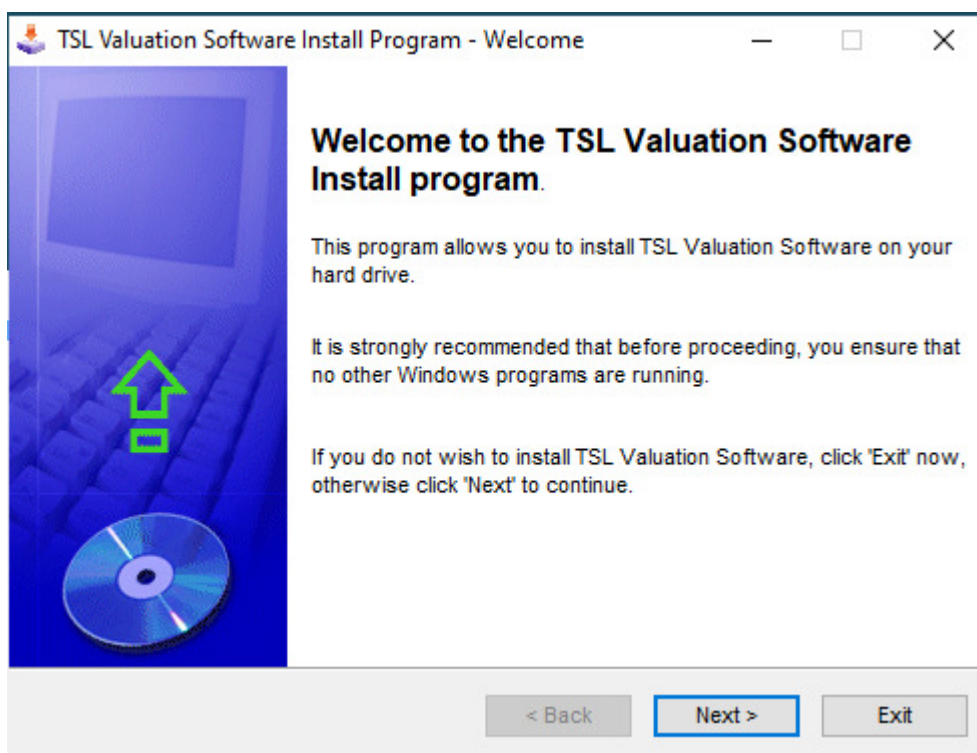 TSL Valuation Software Install Program - Welcome
Welcome to the TSL Valuation Software
Install program.
This program allows you to install TSL Valuation Software on your
hard drive.
It is strongly recommended that before proceeding, you ensure that
no other Windows programs are running.
If you do not wish to install TSL Valuation Software, click 'Exit' now,
otherwise click 'Next' to continue.
< Back
Next >
Exit